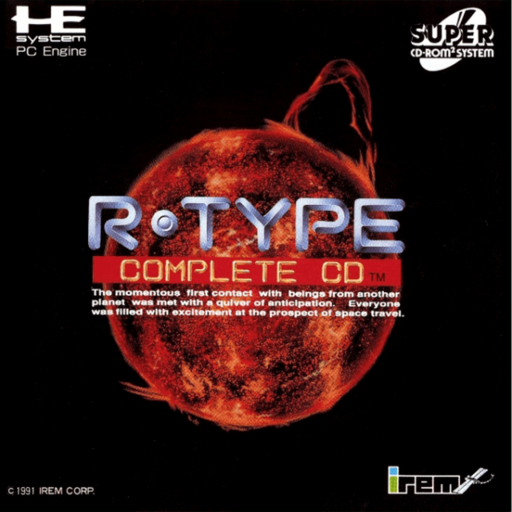 HE
system
PC Engine
SUPER
CD-ROM² SYSTEM
R·TYPE
COMPLETE CD™
The momentous first contact with beings from another
planet was met with a quiver of anticipation. Everyone
was filled with excitement at the prospect of space travel.
© 1991 IREM CORP.
irem